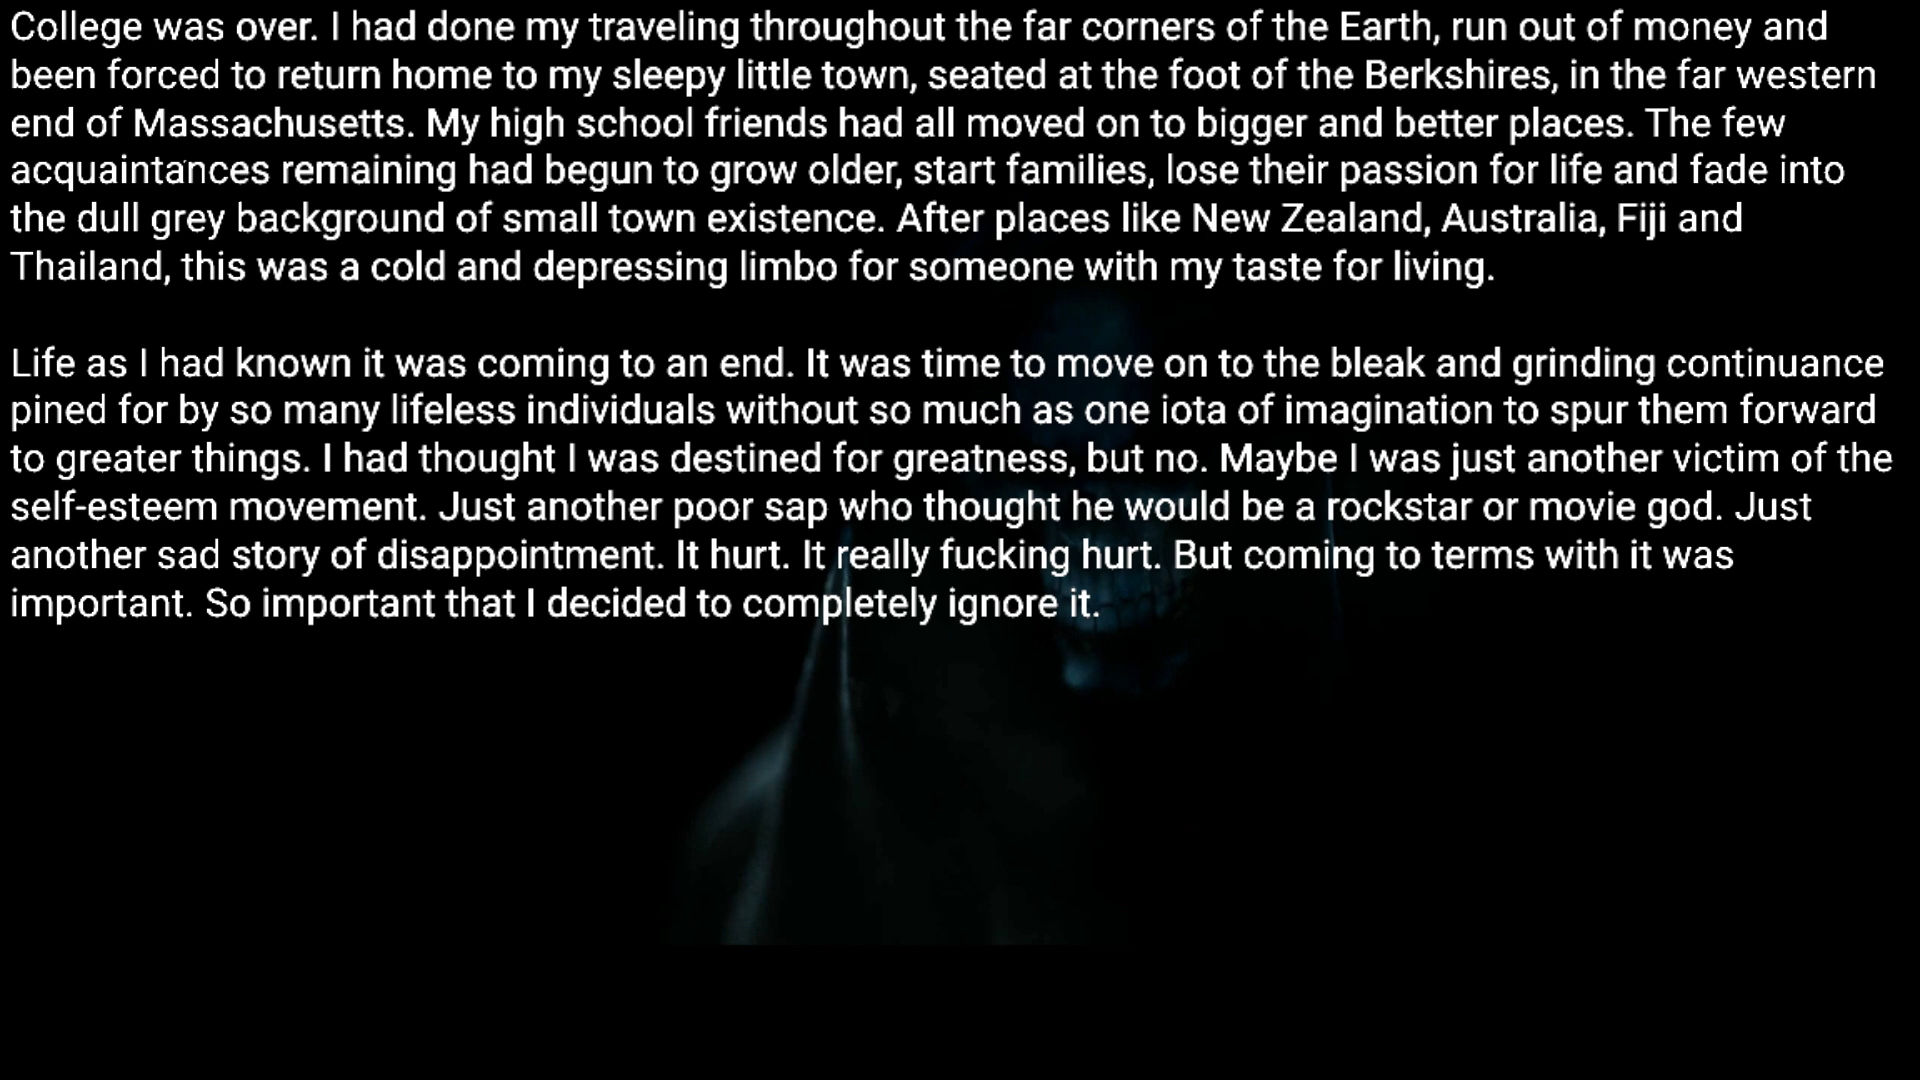 College was over. I had done my traveling throughout the far corners of the Earth, run out of money and
been forced to return home to my sleepy little town, seated at the foot of the Berkshires, in the far western
end of Massachusetts. My high school friends had all moved on to bigger and better places. The few
acquaintances remaining had begun to grow older, start families, lose their passion for life and fade into
the dull grey background of small town existence. After places like New Zealand, Australia, Fiji and
Thailand, this was a cold and depressing limbo for someone with my taste for living.
Life as I had known it was coming to an end. It was time to move on to the bleak and grinding continuance
pined for by so many lifeless individuals without so much as one iota of imagination to spur them forward
to greater things. I had thought I was destined for greatness, but no. Maybe I was just another victim of the
self-esteem movement. Just another poor sap who thought he would be a rockstar or movie god. Just
another sad story of disappointment. It hurt. It really fucking hurt. But coming to terms with it was
important. So important that I decided to completely ignore it.